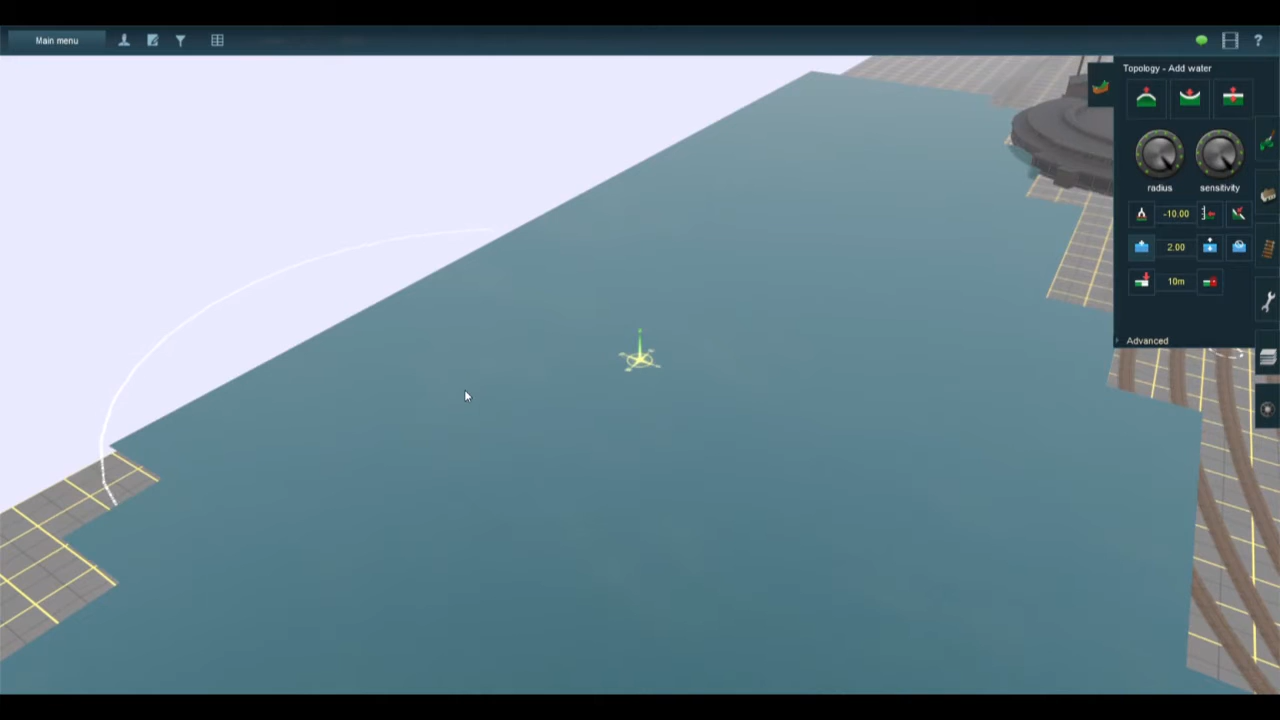 Main menu
?
Topology - Add water
radius sensitivity
-10.00
2.00
10m
Advanced